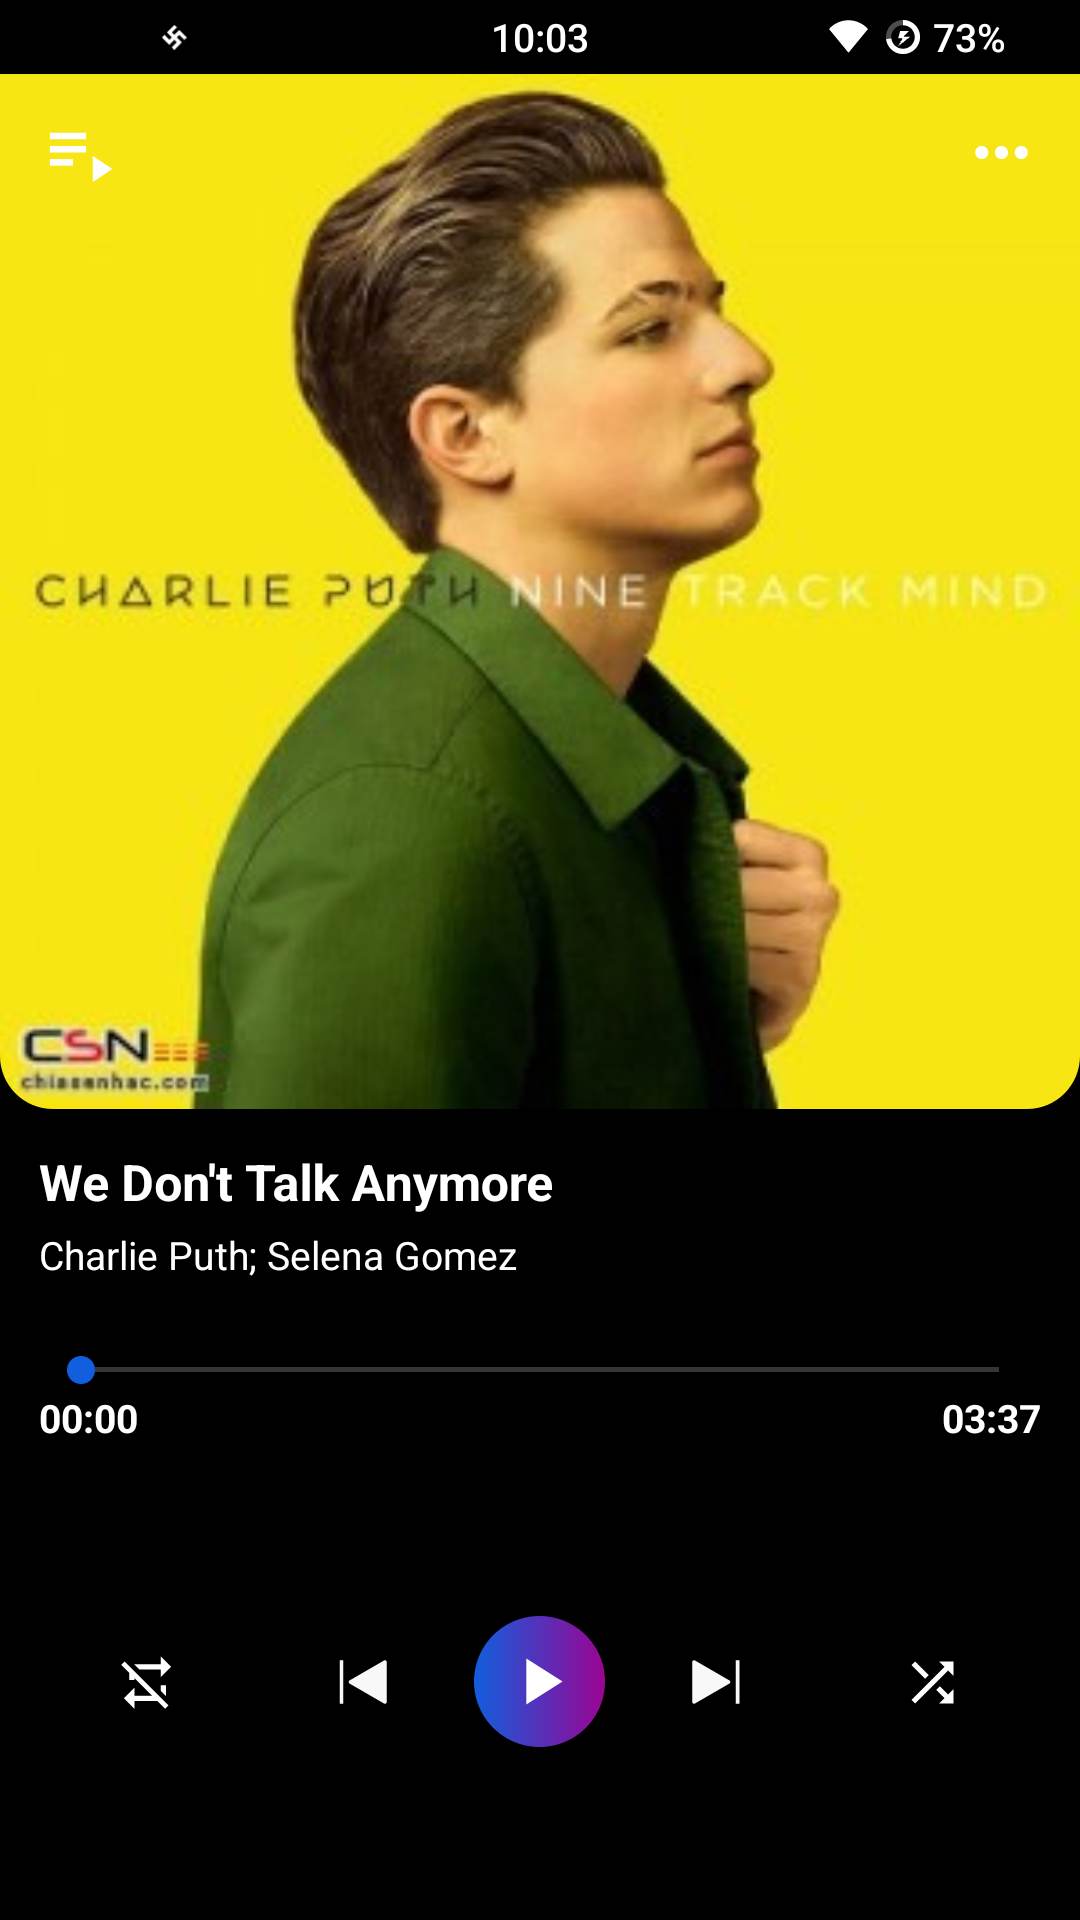 10:03
73%
CHARLIE PUTH NINE TRACK MIND
CSN
chiasenhac.com
We Don't Talk Anymore
Charlie Puth; Selena Gomez
00:00
03:37